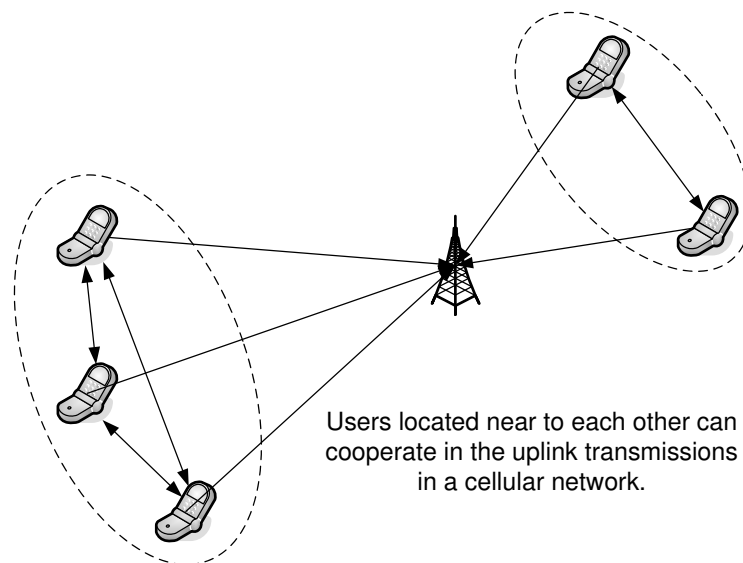 Users located near to each other can
cooperate in the uplink transmissions
in a cellular network.